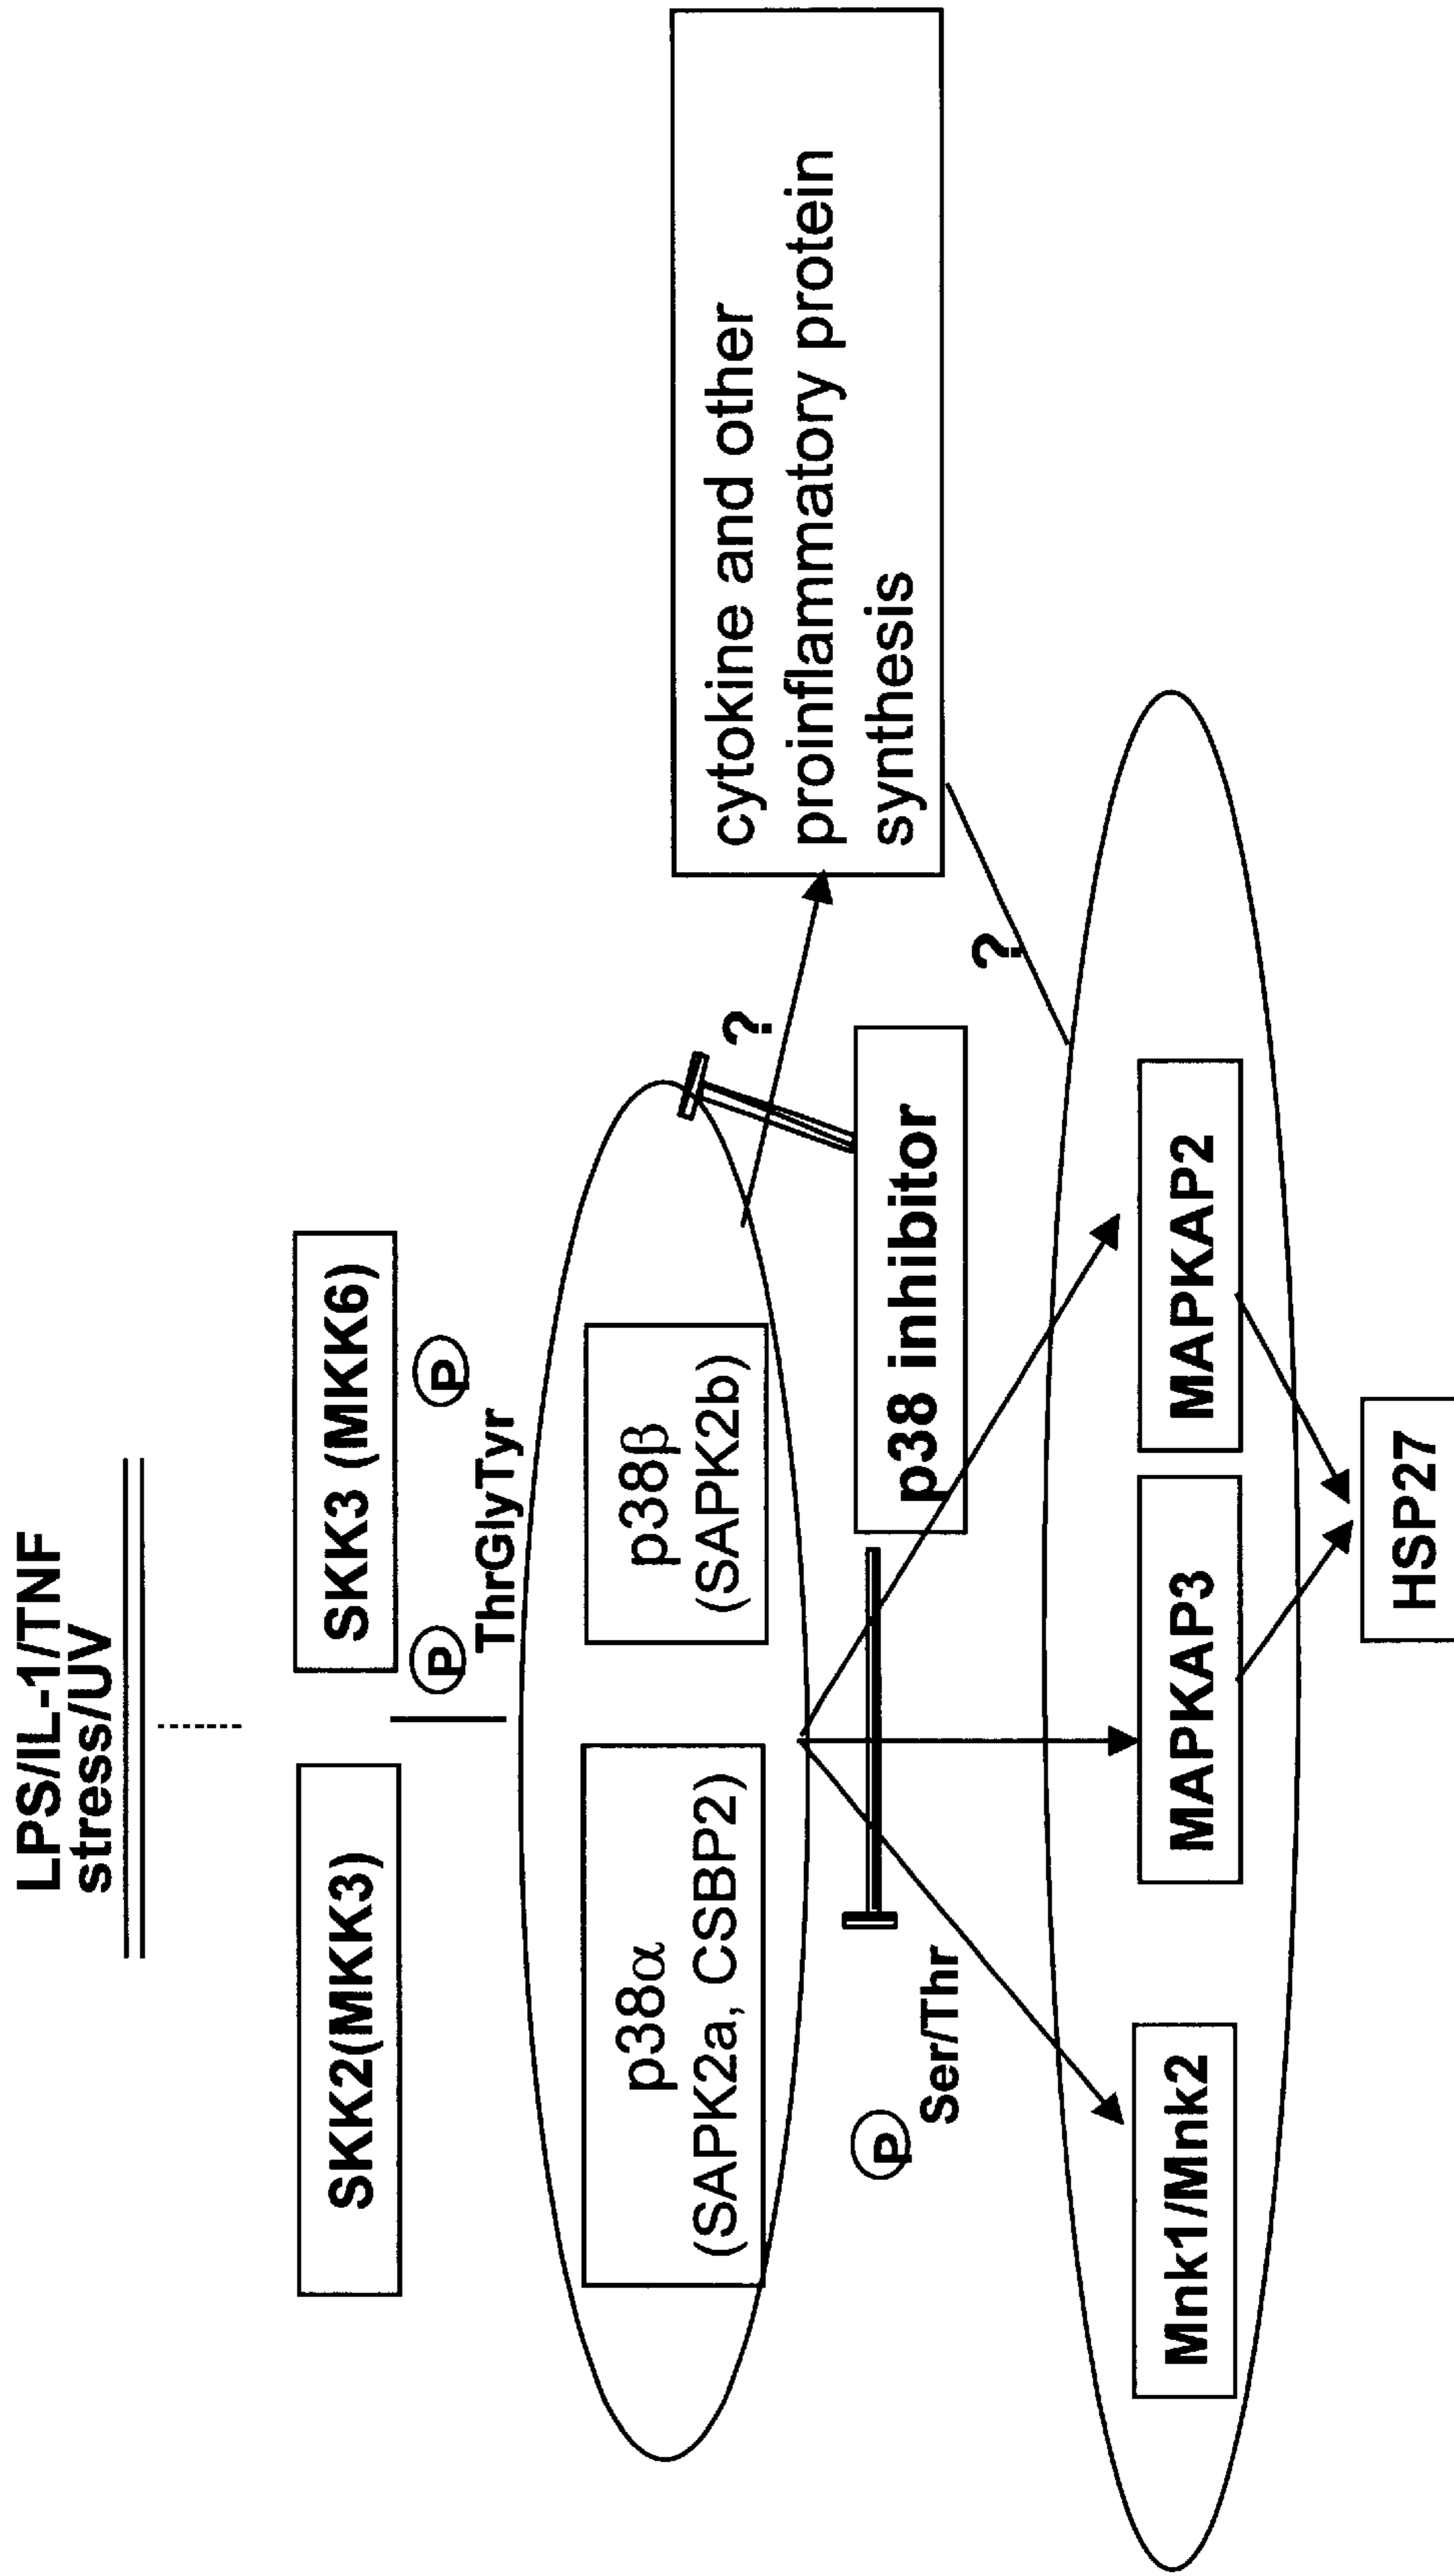 LPS/IL-1/TNF
stress/UV
SKK2(MKK3)
SKK3 (MKK6)
P
P
ThrGlyTyr
p38α
(SAPK2a, CSBP2)
p38β
(SAPK2b)
?
cytokine and other
proinflammatory protein
synthesis
P
Ser/Thr
p38 inhibitor
?
Mnk1/Mnk2
MAPKAP3
MAPKAP2
HSP27